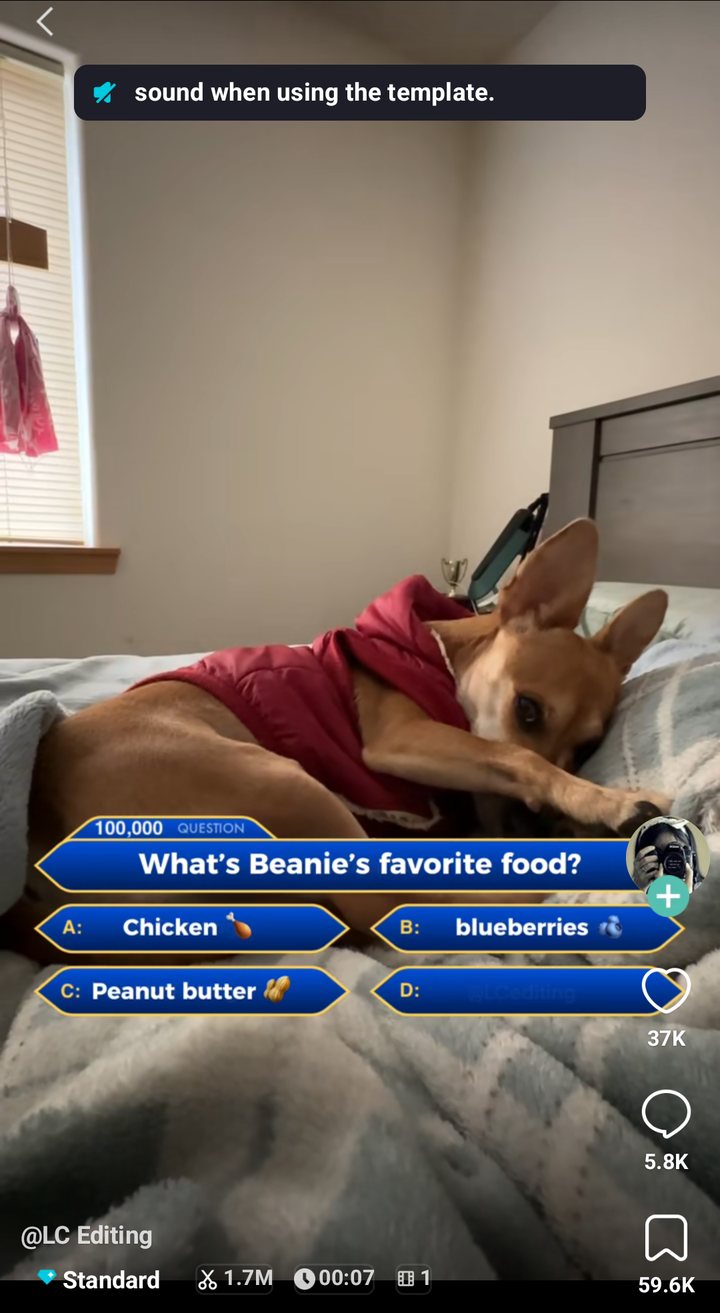 sound when using the template.
100,000 QUESTION
What's Beanie's favorite food?
A: Chicken 🍗
B: blueberries 🫐
C: Peanut butter 🥜
D: @LCediting
37K
5.8K
@LC Editing
59.6K
Standard 1.7M 00:07 1